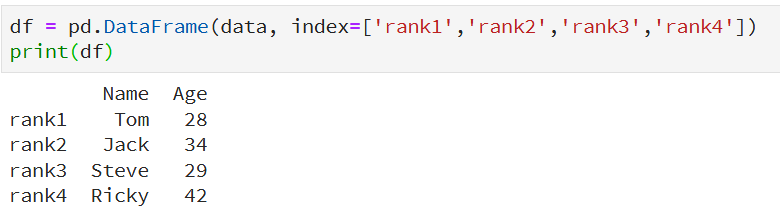 df = pd.DataFrame(data, index=['rank1','rank2','rank3','rank4'])
print(df)
        Name  Age
rank1    Tom   28
rank2   Jack   34
rank3  Steve   29
rank4  Ricky   42